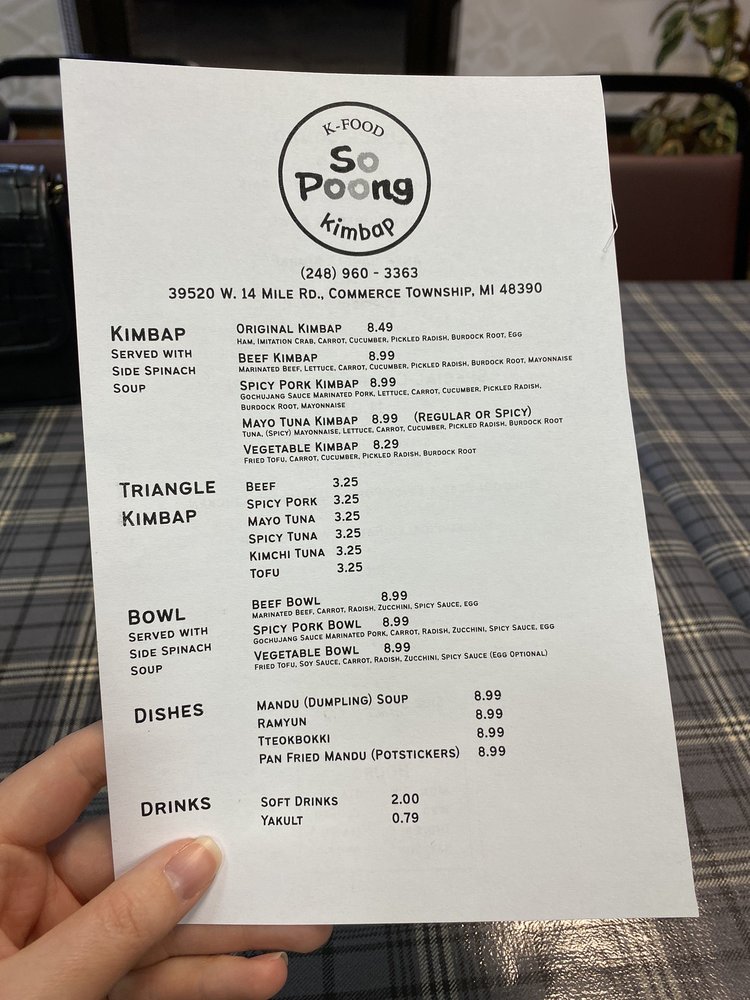 K-FOOD
So
Poong
kimbap
(248) 960 - 3363
39520 W. 14 Mile Rd., Commerce Township, MI 48390
Kimbap
Served with
Side Spinach
Soup
Original Kimbap 8.49
Ham, Imitation Crab, Carrot, Cucumber, Pickled Radish, Burdock Root, Egg
Beef Kimbap 8.99
Marinated Beef, Lettuce, Carrot, Cucumber, Pickled Radish, Burdock Root, Mayonnaise
Spicy Pork Kimbap 8.99
Gochujang Sauce Marinated Pork, Lettuce, Carrot, Cucumber, Pickled Radish,
Burdock Root, Mayonnaise
Mayo Tuna Kimbap 8.99 (Regular or Spicy)
Tuna, (Spicy) Mayonnaise, Lettuce, Carrot, Cucumber, Pickled Radish, Burdock Root
Vegetable Kimbap 8.29
Fried Tofu, Carrot, Cucumber, Pickled Radish, Burdock Root
Triangle
Kimbap
Beef 3.25
Spicy Pork 3.25
Mayo Tuna 3.25
Spicy Tuna 3.25
Kimchi Tuna 3.25
Tofu 3.25
Bowl
Served with
Side Spinach
Soup
Beef Bowl 8.99
Marinated Beef, Carrot, Radish, Zucchini, Spicy Sauce, Egg
Spicy Pork Bowl 8.99
Gochujang Sauce Marinated Pork, Carrot, Radish, Zucchini, Spicy Sauce, Egg
Vegetable Bowl 8.99
Fried Tofu, Soy Sauce, Carrot, Radish, Zucchini, Spicy Sauce (Egg Optional)
Dishes
Mandu (Dumpling) Soup 8.99
Ramyun 8.99
Tteokbokki 8.99
Pan Fried Mandu (Potstickers) 8.99
Drinks
Soft Drinks 2.00
Yakult 0.79